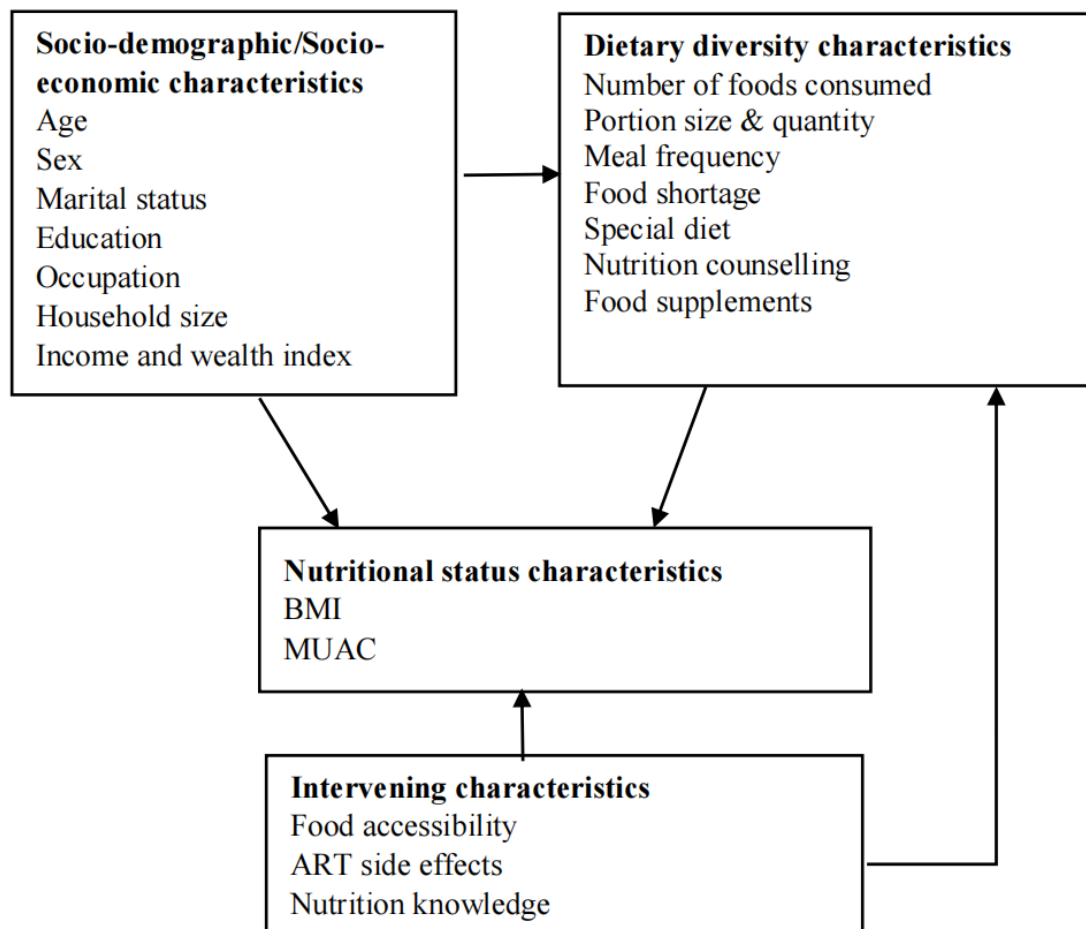 Socio-demographic/Socio-
economic characteristics
Age
Sex
Marital status
Education
Occupation
Household size
Income and wealth index
Dietary diversity characteristics
Number of foods consumed
Portion size & quantity
Meal frequency
Food shortage
Special diet
Nutrition counselling
Food supplements
Nutritional status characteristics
BMI
MUAC
Intervening characteristics
Food accessibility
ART side effects
Nutrition knowledge